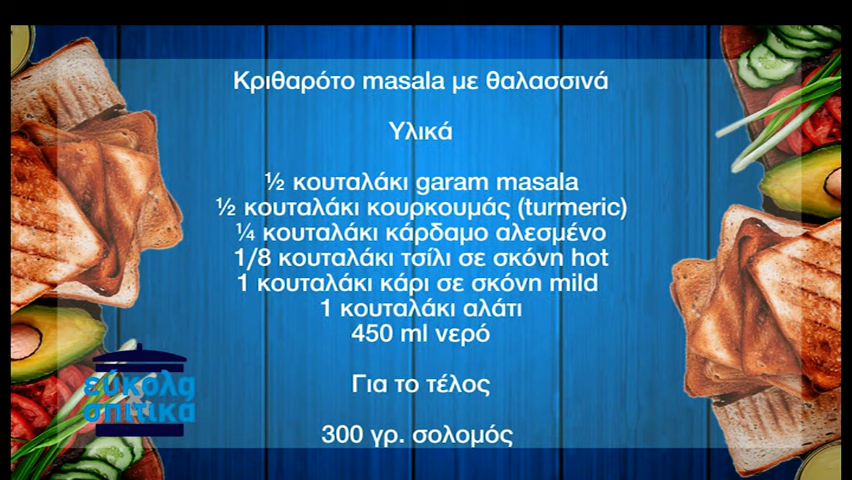 Κριθαρότο masala με θαλασσινά
Υλικά
½ κουταλάκι garam masala
½ κουταλάκι κουρκουμάς (turmeric)
¼ κουταλάκι κάρδαμο αλεσμένο
1/8 κουταλάκι τσίλι σε σκόνη hot
1 κουταλάκι κάρι σε σκόνη mild
1 κουταλάκι αλάτι
450 ml νερό
Για το τέλος
300 γρ. σολομός
εύκολα
σπιτικά